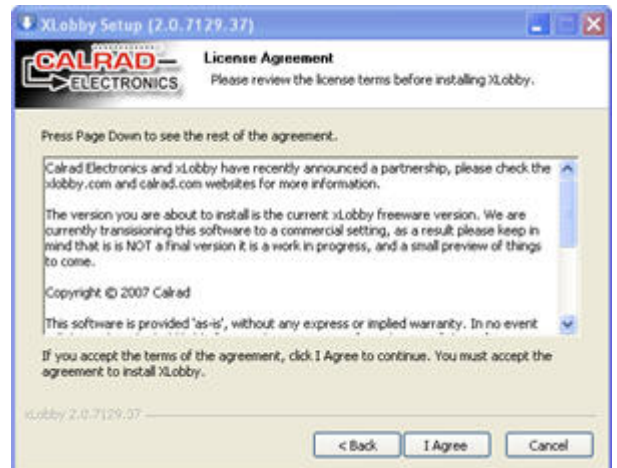 XLobby Setup (2.0.7129.37)
CALRAD
ELECTRONICS
License Agreement
Please review the license terms before installing XLobby.
Press Page Down to see the rest of the agreement.
Calrad Electronics and xLobby have recently announced a partnership, please check the
xlobby.com and calrad.com websites for more information.
The version you are about to install is the current xLobby freeware version. We are
currently transisioning this software to a commercial setting, as a result please keep in
mind that is is NOT a final version it is a work in progress, and a small preview of things
to come.
Copyright © 2007 Calrad
This software is provided 'as-is', without any express or implied warranty. In no event
If you accept the terms of the agreement, click I Agree to continue. You must accept the
agreement to install XLobby.
xLobby 2.0.7129.37
< Back
I Agree
Cancel